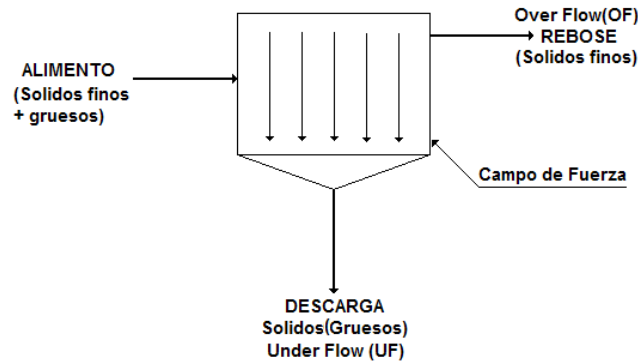 Over Flow(OF)
REBOSE
(Solidos finos)
ALIMENTO
(Solidos finos
+ gruesos)
Campo de Fuerza
DESCARGA
Solidos(Gruesos)
Under Flow (UF)